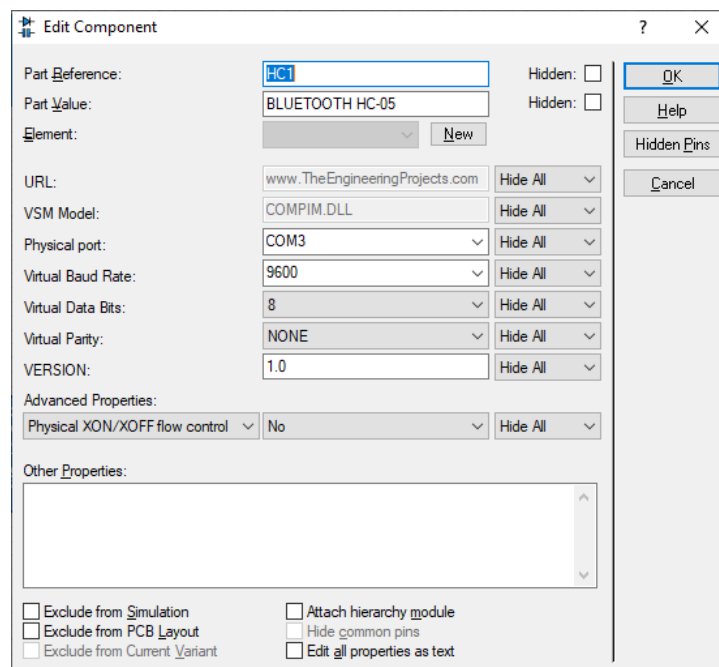 Edit Component ? X
Part Reference: HC1 Hidden: OK
Part Value: BLUETOOTH HC-05 Hidden: Help
Element: New Hidden Pins
URL: www.TheEngineeringProjects.com Hide All Cancel
VSM Model: COMPIM.DLL Hide All
Physical port: COM3 Hide All
Virtual Baud Rate: 9600 Hide All
Virtual Data Bits: 8 Hide All
Virtual Parity: NONE Hide All
VERSION: 1.0 Hide All
Advanced Properties:
Physical XON/XOFF flow control No Hide All
Other Properties:
Exclude from Simulation Attach hierarchy module
Exclude from PCB Layout Hide common pins
Exclude from Current Variant Edit all properties as text